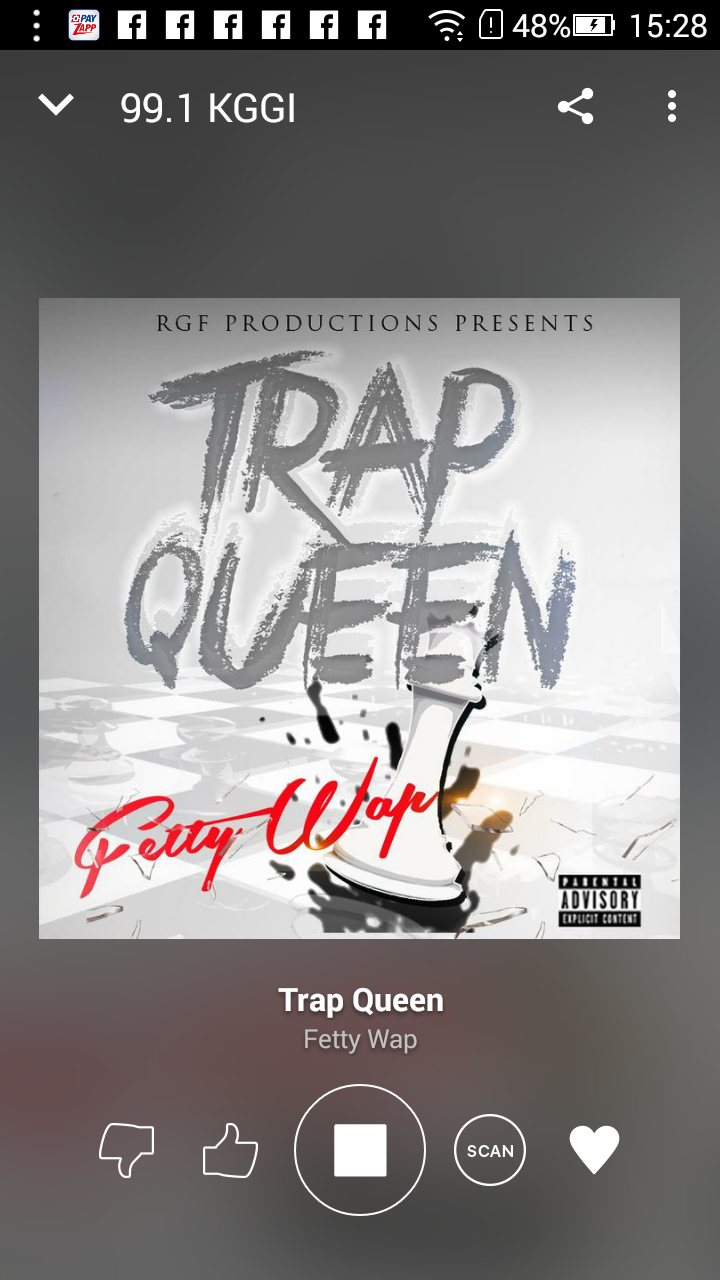 PAY
ZAPP
48%
15:28
99.1 KGGI
RGF PRODUCTIONS PRESENTS
TRAP
QUEEN
Fetty Wap
PARENTAL
ADVISORY
EXPLICIT CONTENT
Trap Queen
Fetty Wap
SCAN